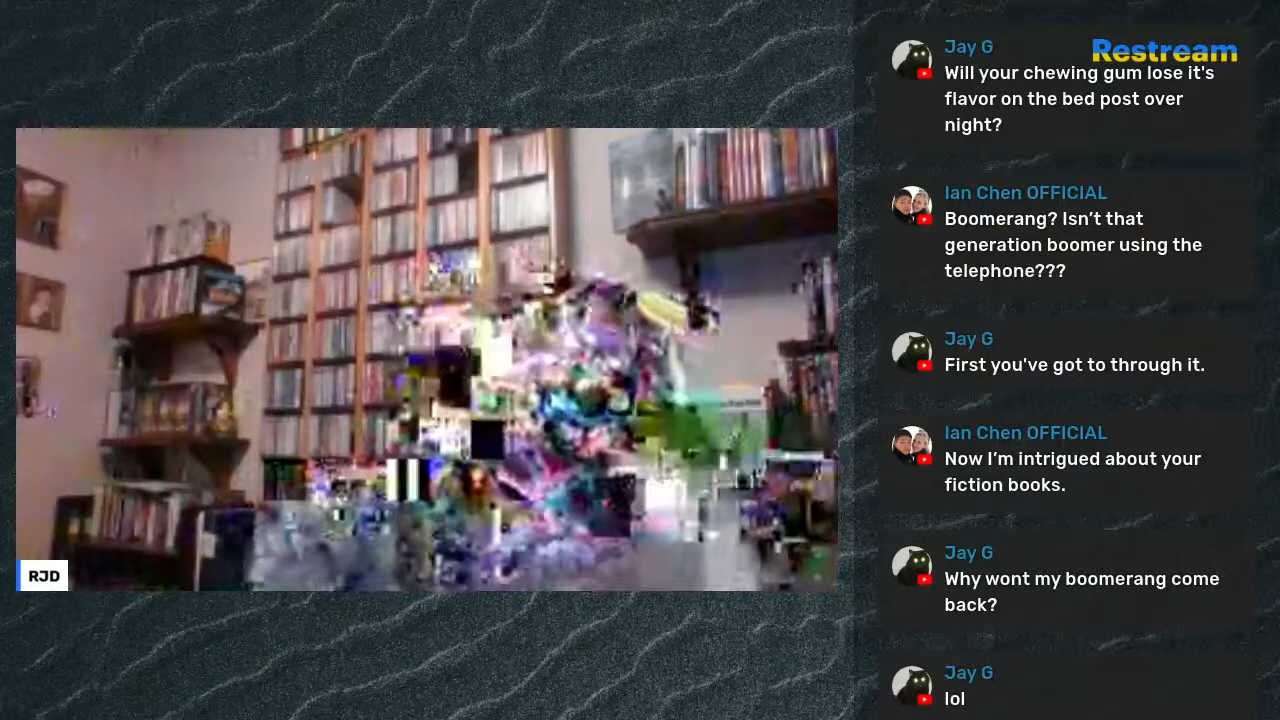 Restream
Jay G
Will your chewing gum lose it's
flavor on the bed post over
night?
Ian Chen OFFICIAL
Boomerang? Isn’t that
generation boomer using the
telephone???
Jay G
First you've got to through it.
Ian Chen OFFICIAL
Now I’m intrigued about your
fiction books.
Jay G
Why wont my boomerang come
back?
Jay G
lol
RJD